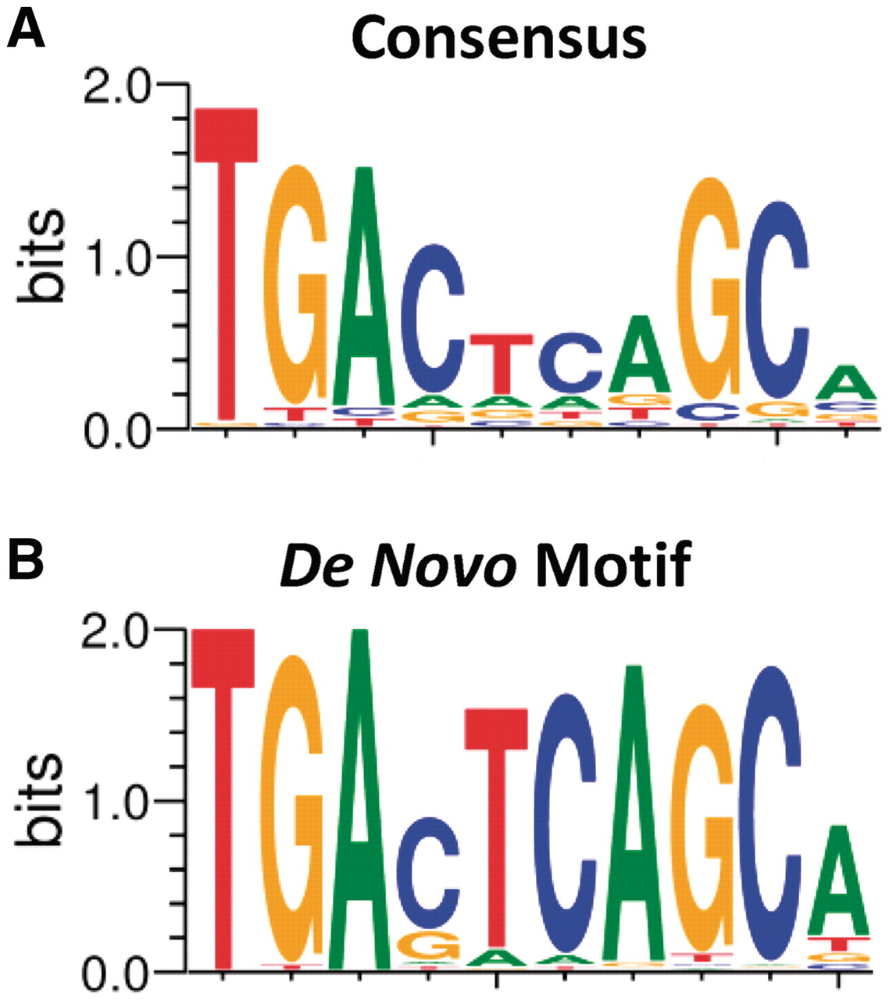 A
Consensus
2.0
1.0
0.0
bits
TGACTCAGCA
B
De Novo Motif
2.0
1.0
0.0
bits
TGACTCAGCA